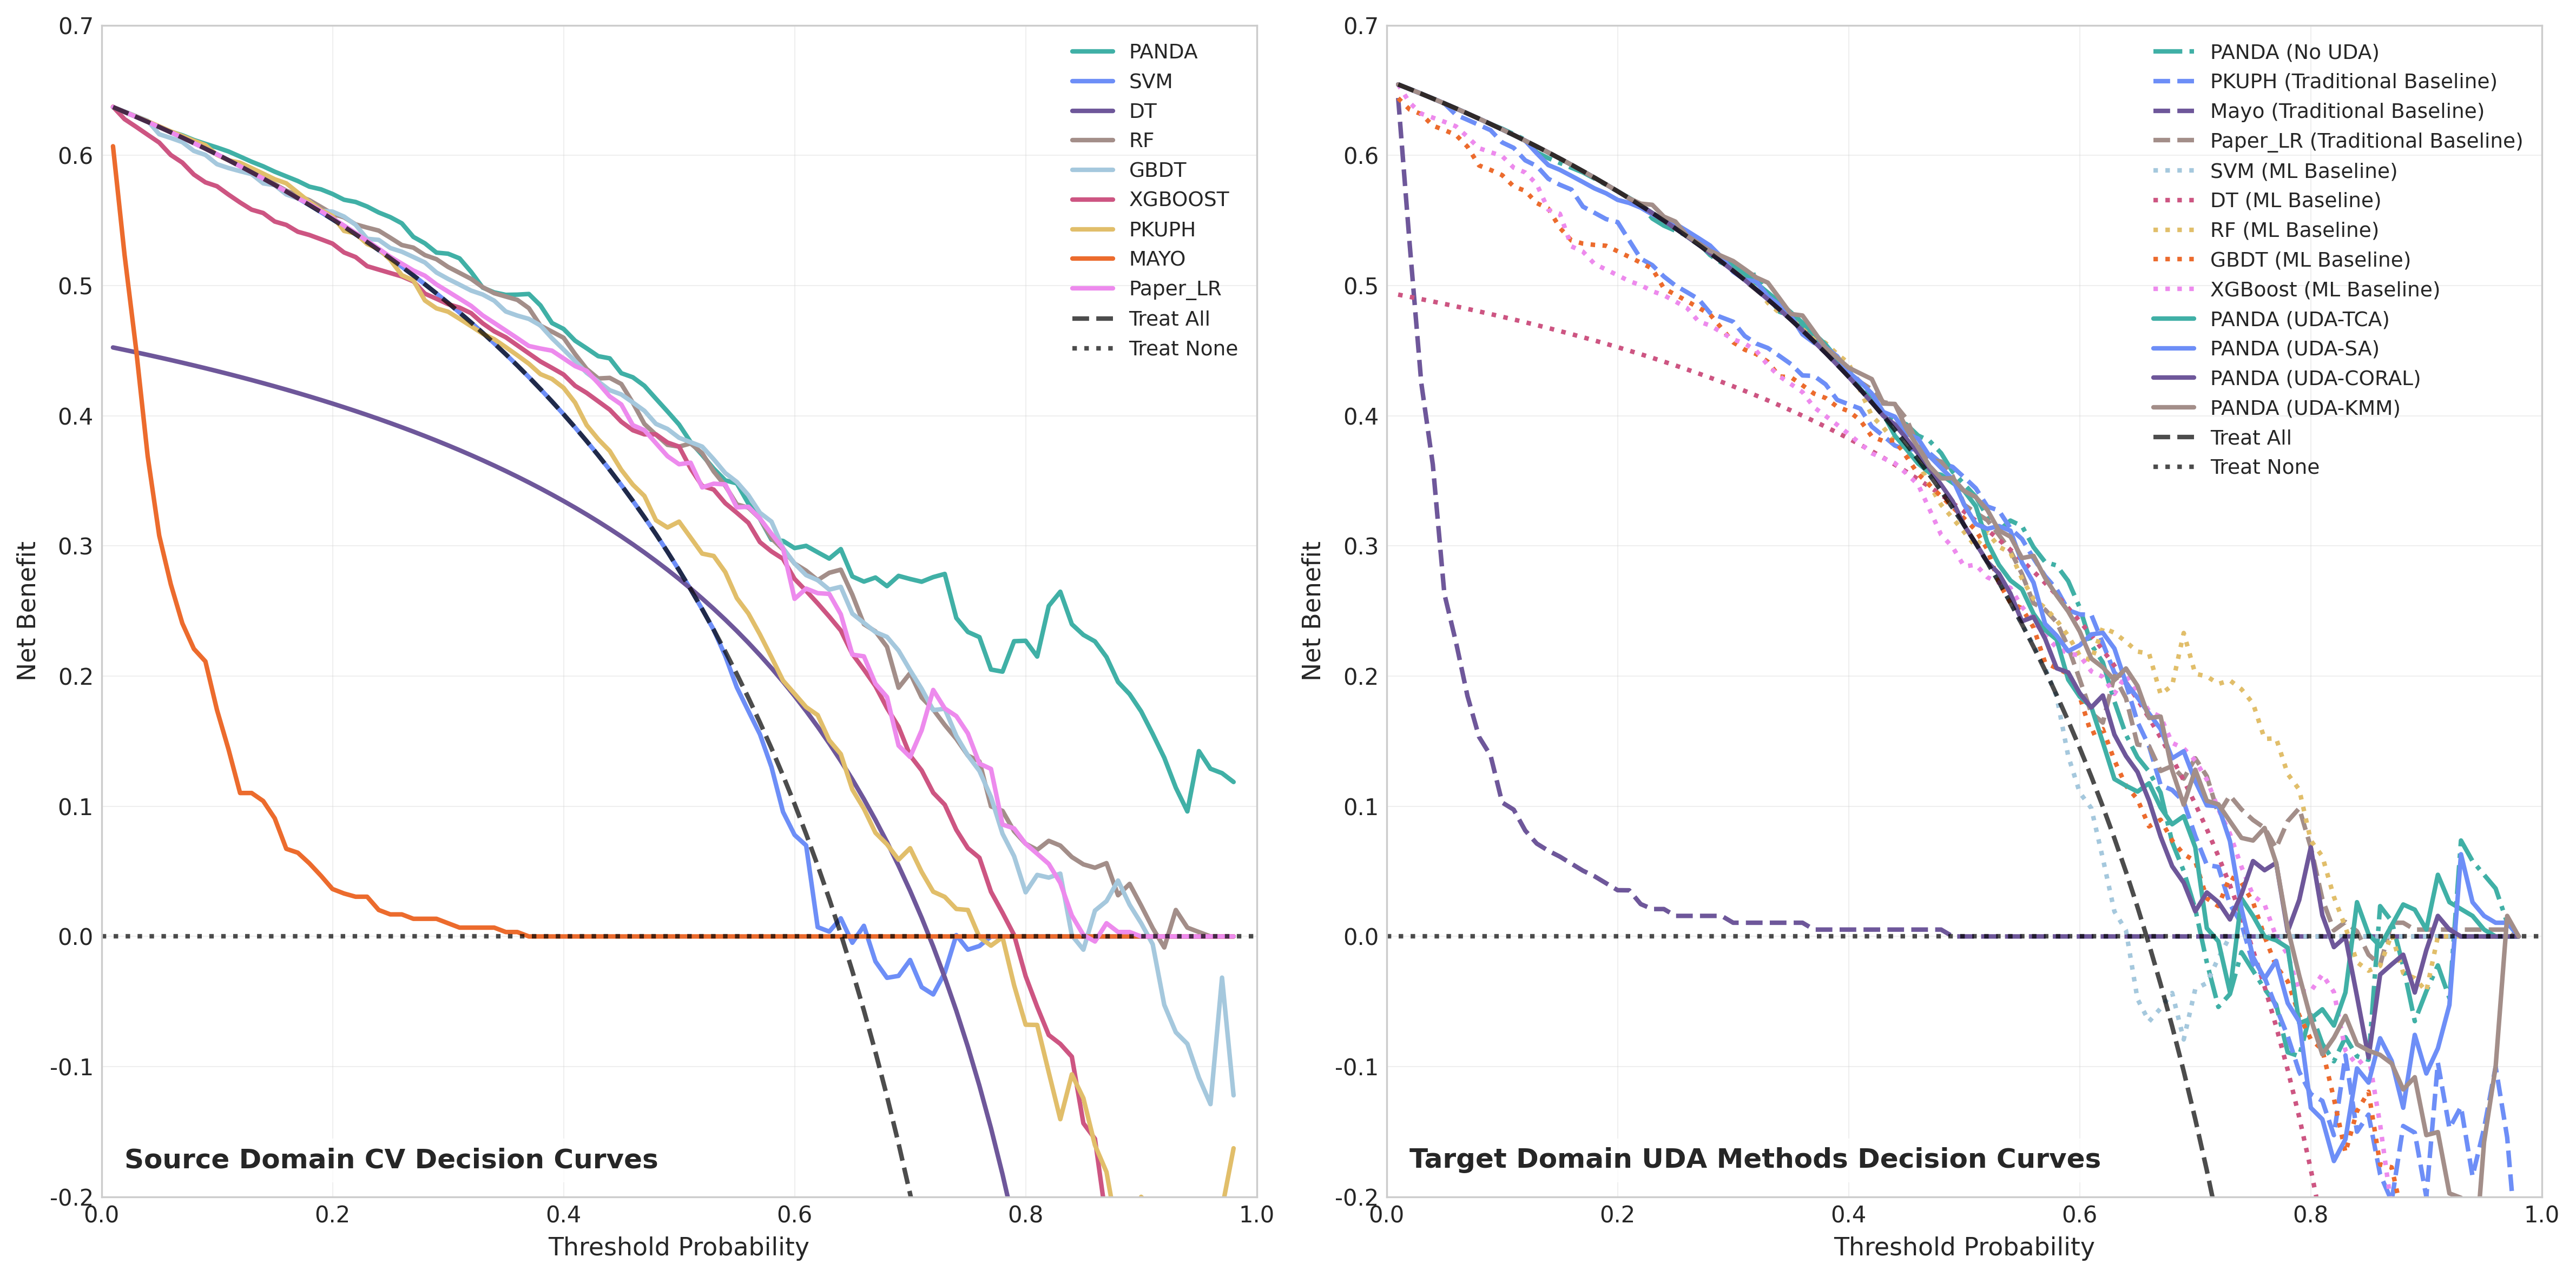 0.7
0.6
0.5
0.4
0.3
0.2
0.1
0.0
-0.1
-0.2
Net Benefit
PANDA
SVM
DT
RF
GBDT
XGBOOST
PKUPH
MAYO
Paper_LR
Treat All
Treat None
Source Domain CV Decision Curves
0.0 0.2 0.4 0.6 0.8 1.0
Threshold Probability
0.7
0.6
0.5
0.4
0.3
0.2
0.1
0.0
-0.1
-0.2
Net Benefit
PANDA (No UDA)
PKUPH (Traditional Baseline)
Mayo (Traditional Baseline)
Paper_LR (Traditional Baseline)
SVM (ML Baseline)
DT (ML Baseline)
RF (ML Baseline)
GBDT (ML Baseline)
XGBoost (ML Baseline)
PANDA (UDA-TCA)
PANDA (UDA-SA)
PANDA (UDA-CORAL)
PANDA (UDA-KMM)
Treat All
Treat None
Target Domain UDA Methods Decision Curves
0.0 0.2 0.4 0.6 0.8 1.0
Threshold Probability